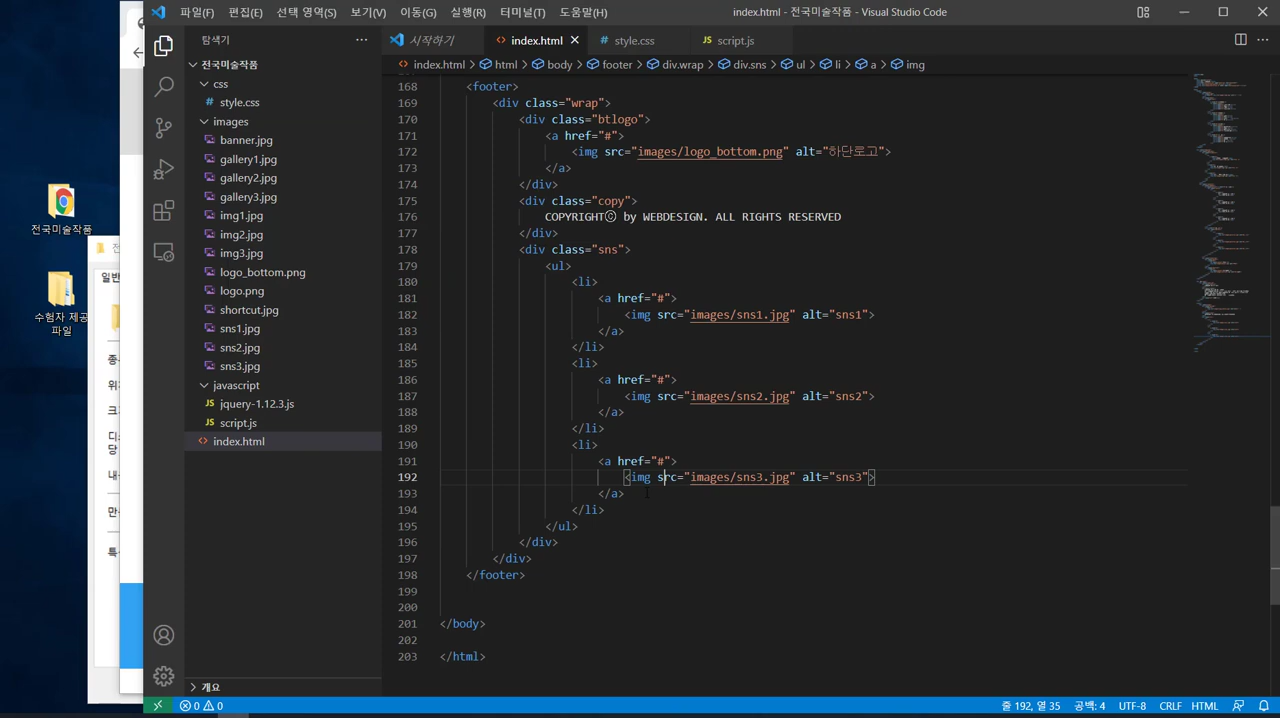 파일(F) 편집(E) 선택 영역(S) 보기(V) 이동(G) 실행(R) 터미널(T) 도움말(H) index.html - 전국미술작품 - Visual Studio Code
탐색기
시작하기 index.html style.css script.js
index.html > html > body > footer > div.wrap > div.sns > ul > li > a > img
전국미술작품
css
style.css
images
banner.jpg
gallery1.jpg
gallery2.jpg
gallery3.jpg
img1.jpg
img2.jpg
img3.jpg
logo_bottom.png
logo.png
shortcut.jpg
sns1.jpg
sns2.jpg
sns3.jpg
javascript
jquery-1.12.3.js
script.js
index.html
개요
168 <footer>
169 <div class="wrap">
170 <div class="btlogo">
171 <a href="#">
172 <img src="images/logo_bottom.png" alt="하단로고">
173 </a>
174 </div>
175 <div class="copy">
176 COPYRIGHTⓒ by WEBDESIGN. ALL RIGHTS RESERVED
177 </div>
178 <div class="sns">
179 <ul>
180 <li>
181 <a href="#">
182 <img src="images/sns1.jpg" alt="sns1">
183 </a>
184 </li>
185 <li>
186 <a href="#">
187 <img src="images/sns2.jpg" alt="sns2">
188 </a>
189 </li>
190 <li>
191 <a href="#">
192 <img src="images/sns3.jpg" alt="sns3">
193 </a>
194 </li>
195 </ul>
196 </div>
197 </div>
198 </footer>
199
200
201 </body>
202
203 </html>
전국미술작품
수험자 제공
파일
일반
0 0 줄 192, 열 35 공백: 4 UTF-8 CRLF HTML